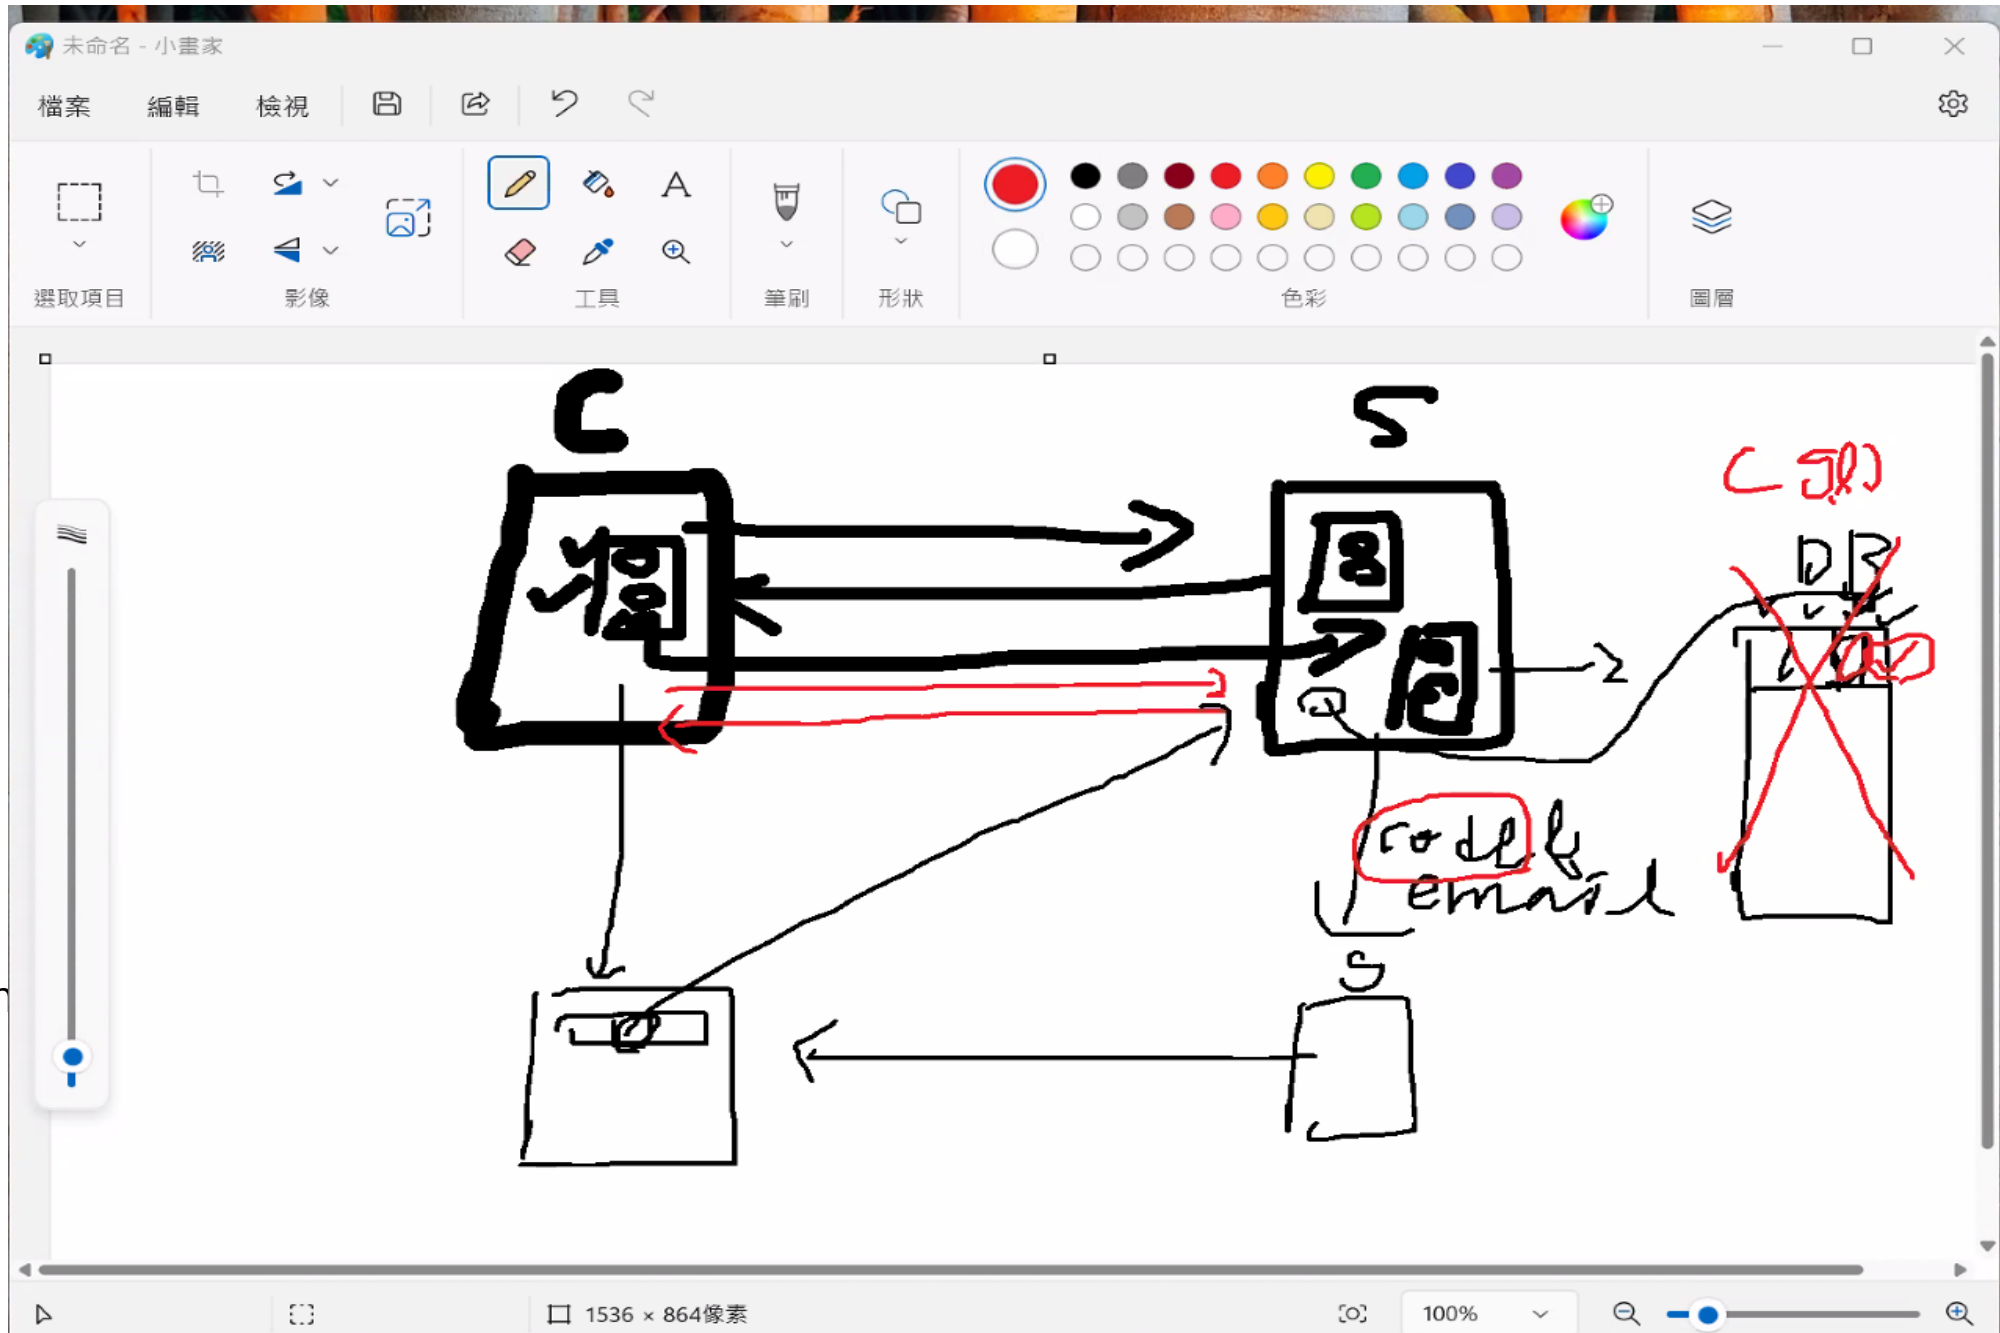 未命名 - 小畫家
檔案 編輯 檢視
選取項目 影像 工具 筆刷 形狀 色彩 圖層
C S
DB
code &
email
S
1536 × 864像素 100%